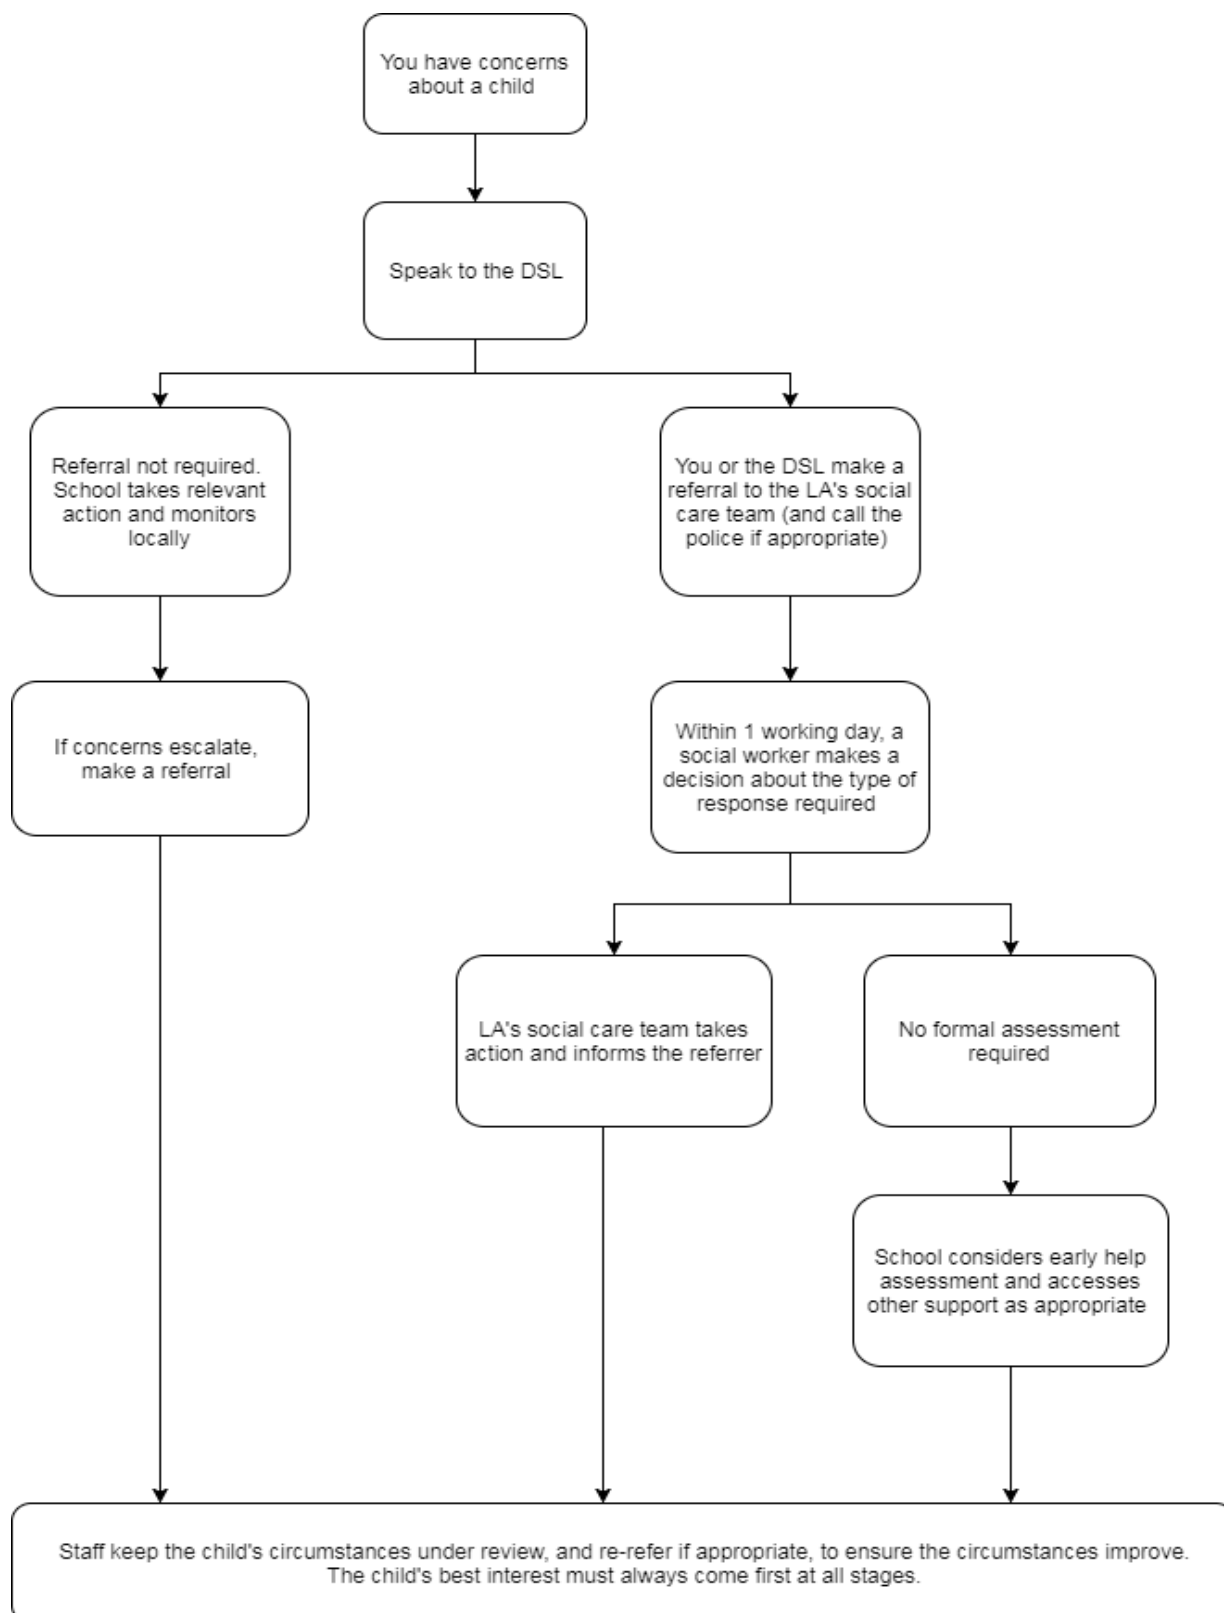 You have concerns
about a child
Speak to the DSL
Referral not required.
School takes relevant
action and monitors
locally
You or the DSL make a
referral to the LA's social
care team (and call the
police if appropriate)
If concerns escalate,
make a referral
Within 1 working day, a
social worker makes a
decision about the type of
response required
LA's social care team takes
action and informs the referrer
No formal assessment
required
School considers early help
assessment and accesses
other support as appropriate
Staff keep the child's circumstances under review, and re-refer if appropriate, to ensure the circumstances improve.
The child's best interest must always come first at all stages.